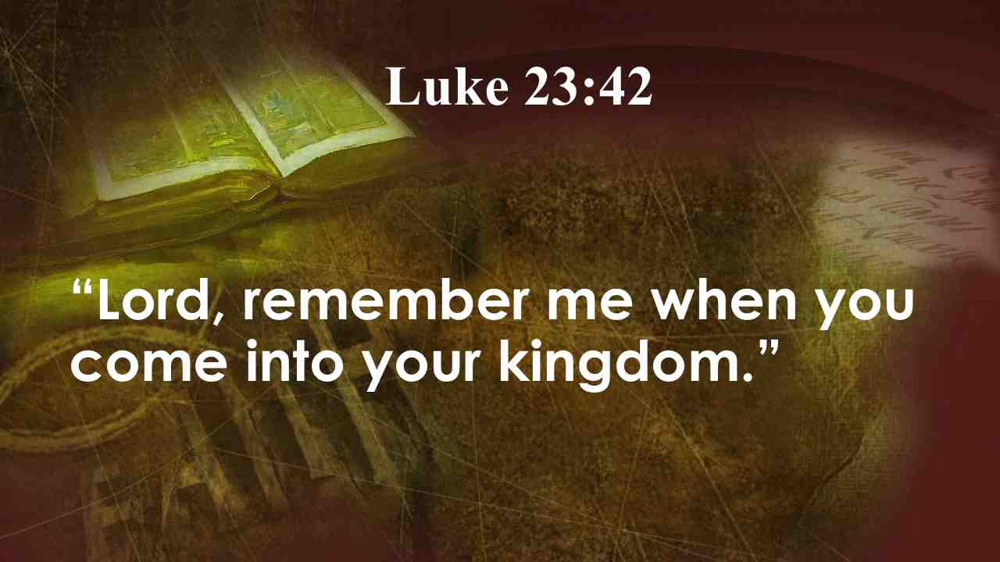 Luke 23:42
“Lord, remember me when you
come into your kingdom.”